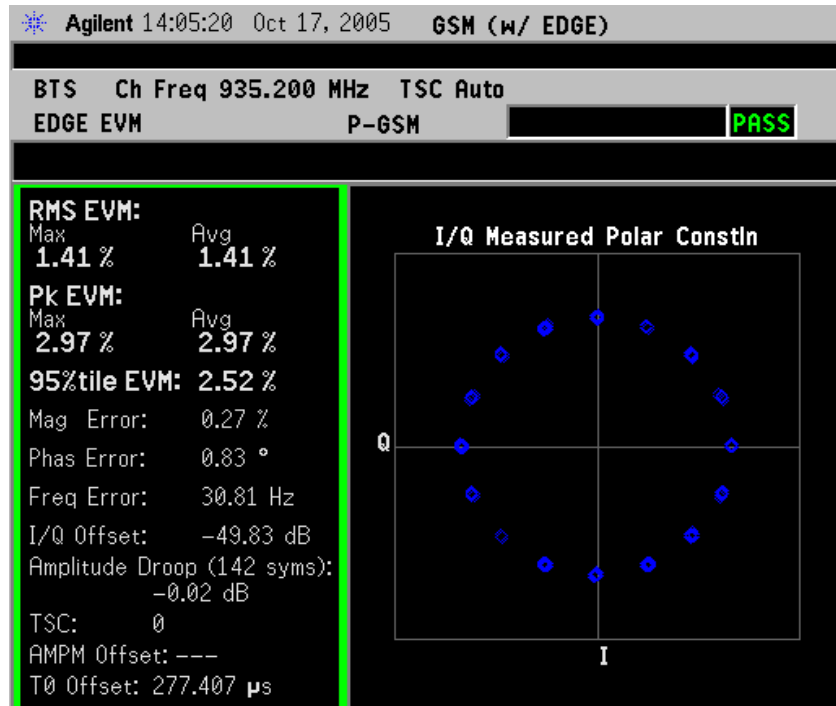 Agilent 14:05:20 Oct 17, 2005 GSM (w/ EDGE)
BTS Ch Freq 935.200 MHz TSC Auto
EDGE EVM P-GSM PASS
RMS EVM:
Max Avg
1.41 % 1.41 %
Pk EVM:
Max Avg
2.97 % 2.97 %
95%tile EVM: 2.52 %
Mag Error: 0.27 %
Phas Error: 0.83 °
Freq Error: 30.81 Hz
I/Q Offset: -49.83 dB
Amplitude Droop (142 syms):
-0.02 dB
TSC: 0
AMPM Offset: ---
T0 Offset: 277.407 µs
I/Q Measured Polar Constln
Q
I